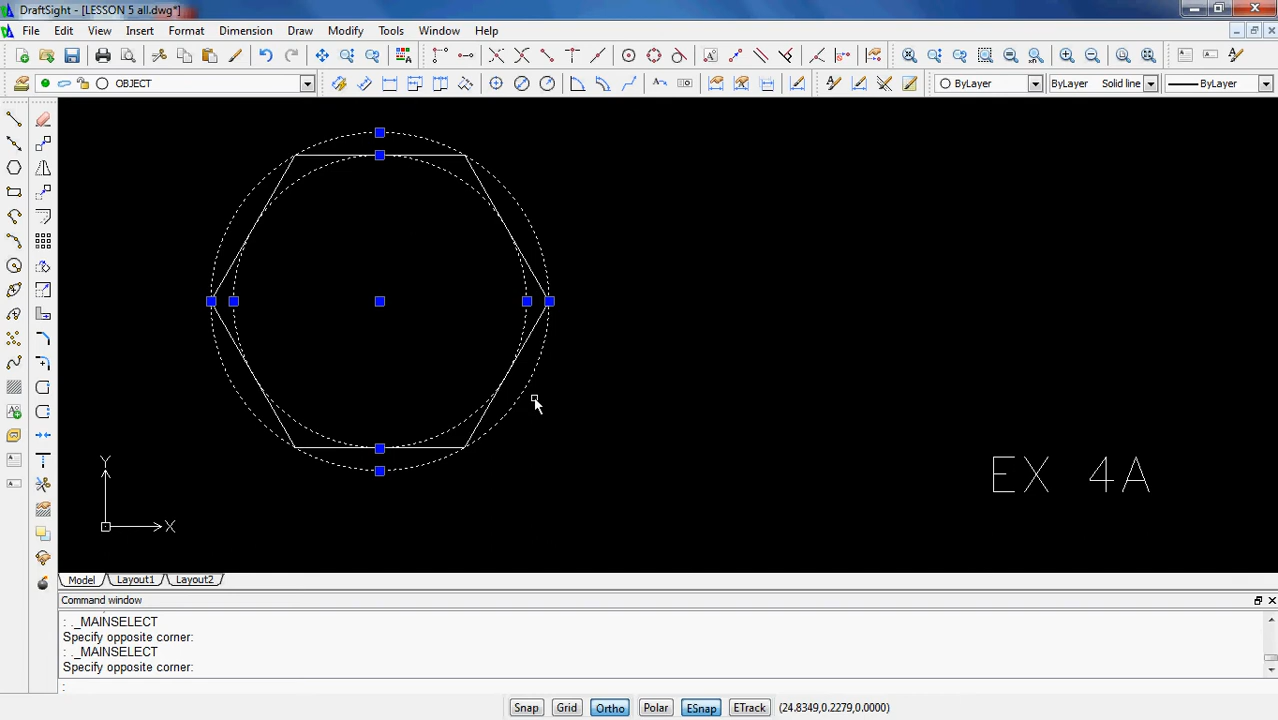 DraftSight - [LESSON 5 all.dwg*]
File Edit View Insert Format Dimension Draw Modify Tools Window Help
OBJECT ByLayer ByLayer Solid line ByLayer
EX 4A
Y
X
Model Layout1 Layout2
Command window
: ._MAINSELECT
Specify opposite corner:
: ._MAINSELECT
Specify opposite corner:
:
Snap Grid Ortho Polar ESnap ETrack (24.8349,0.2279,0.0000)